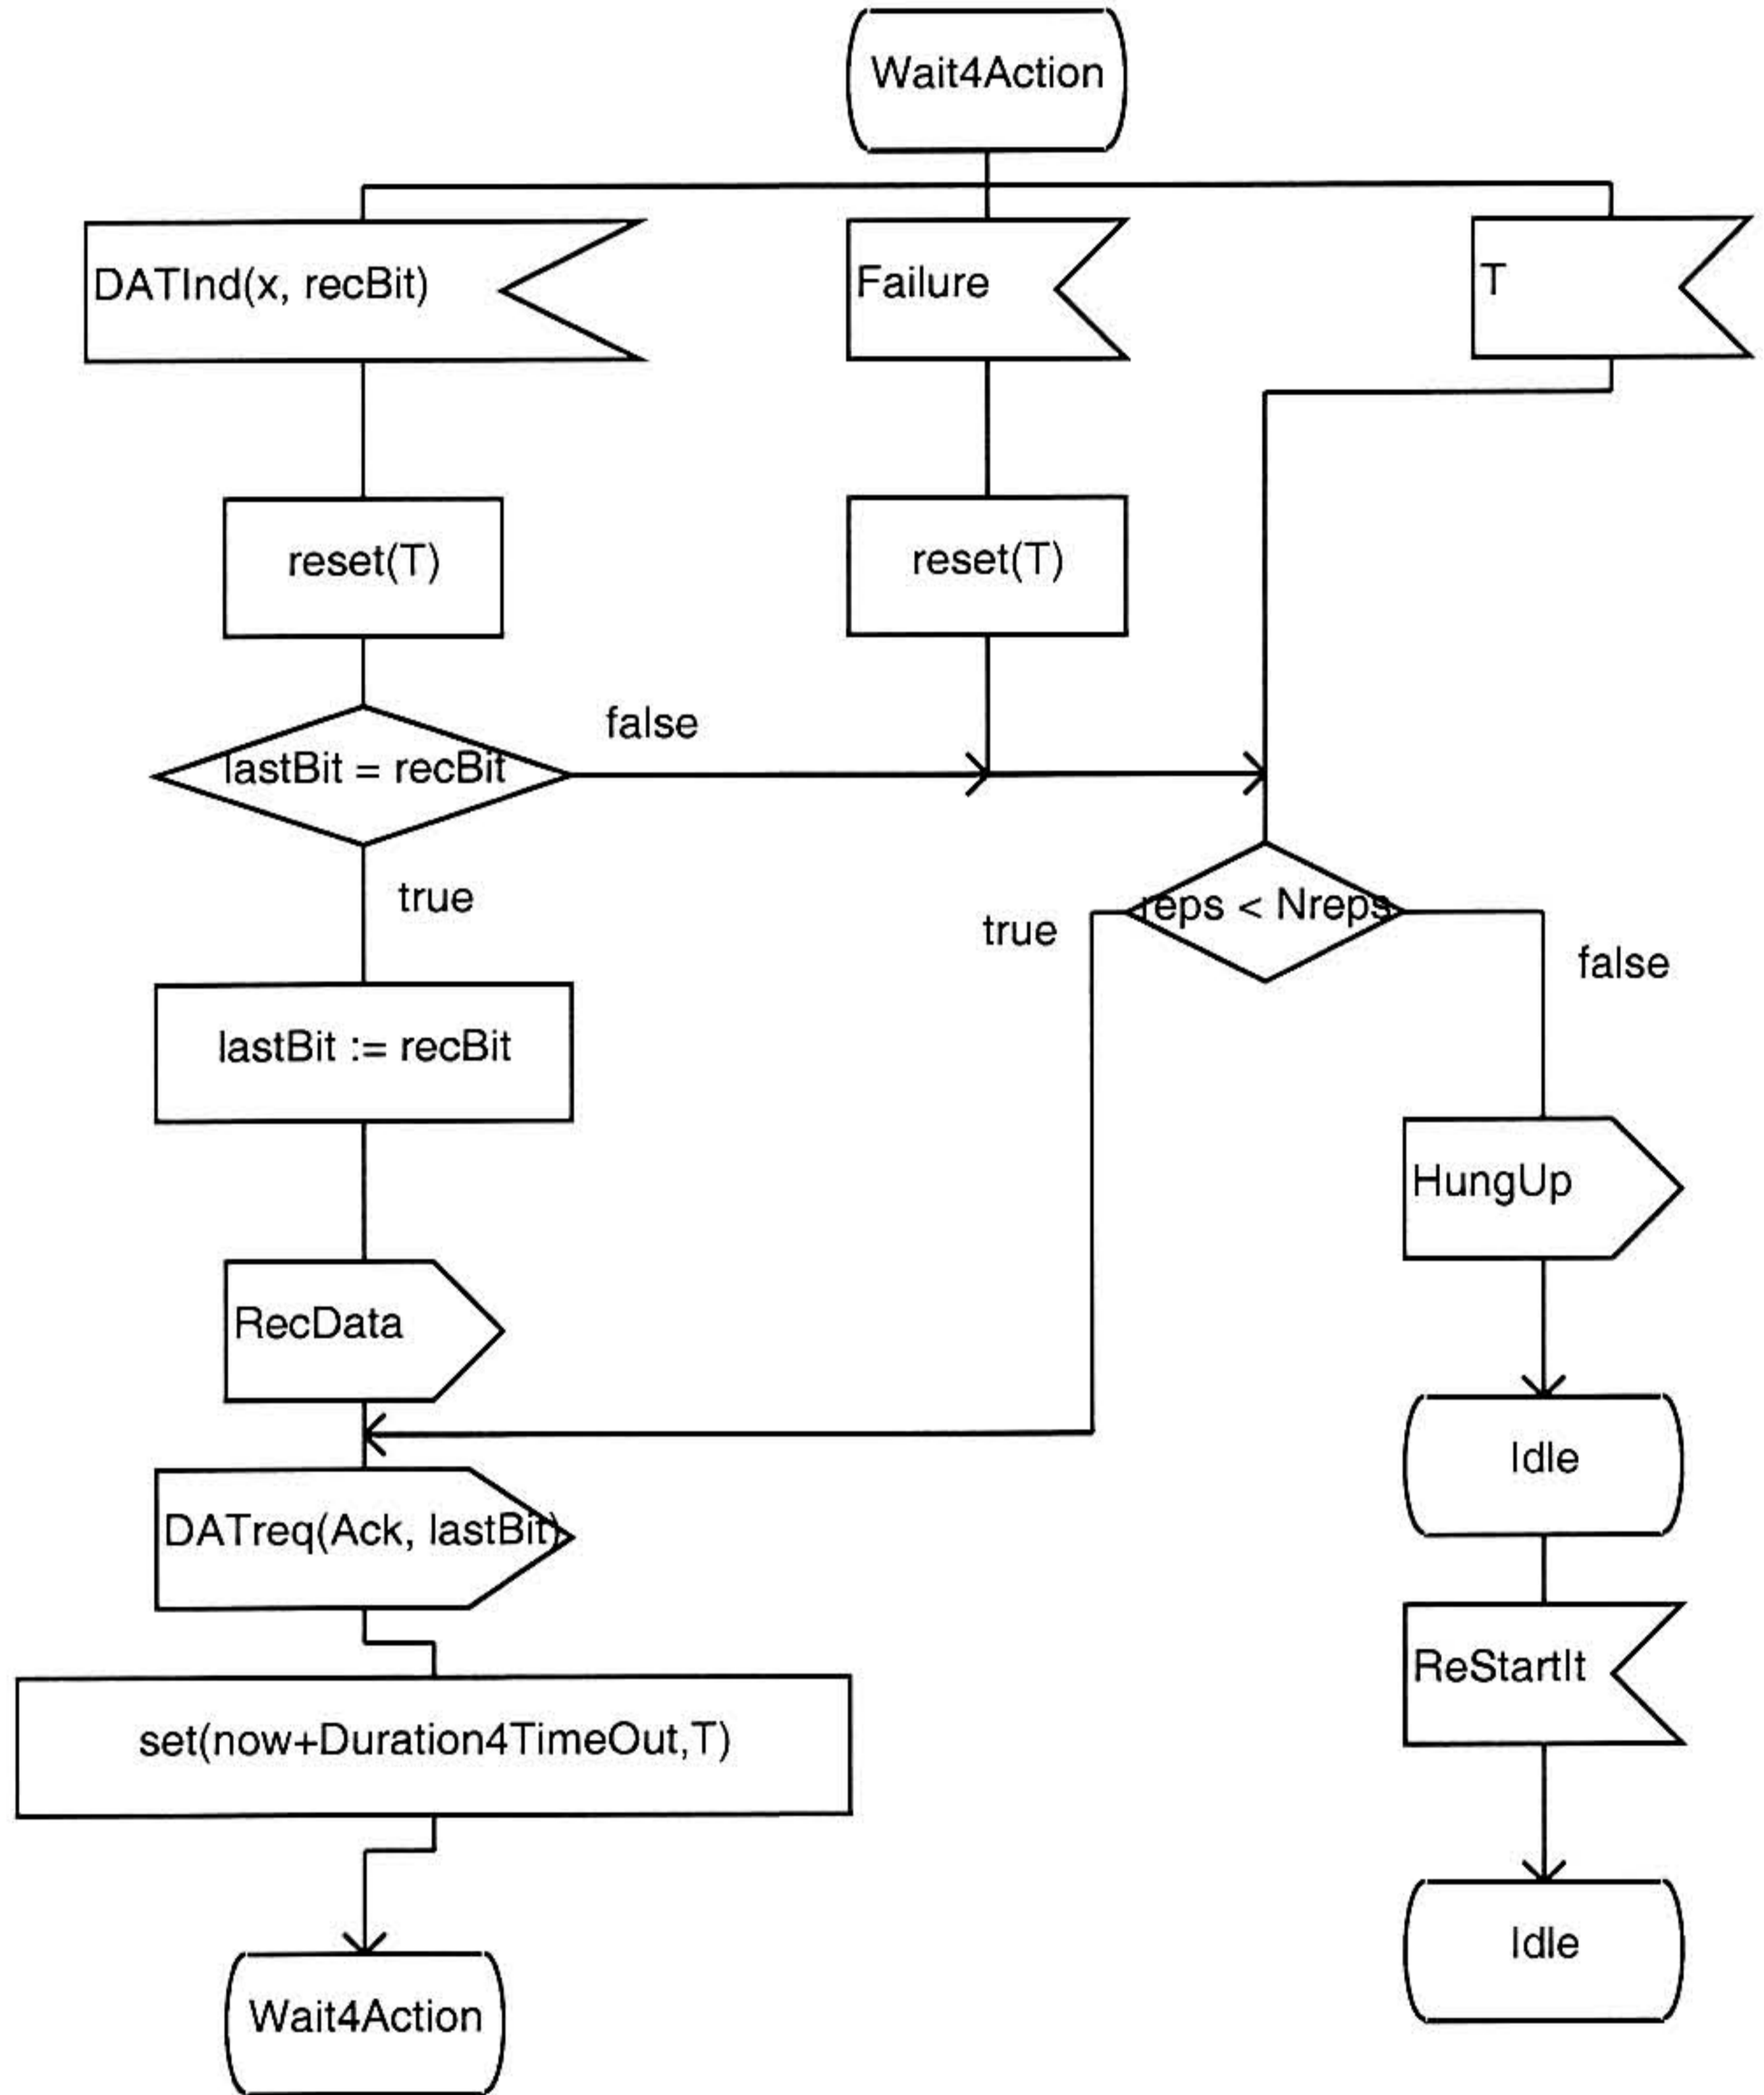 Wait4Action
DATInd(x, recBit)
Failure
T
reset(T)
reset(T)
false
lastBit = recBit
true
reps < Nreps
true
false
lastBit := recBit
HungUp
RecData
Idle
DATreq(Ack, lastBit)
ReStartIt
set(now+Duration4TimeOut,T)
Idle
Wait4Action